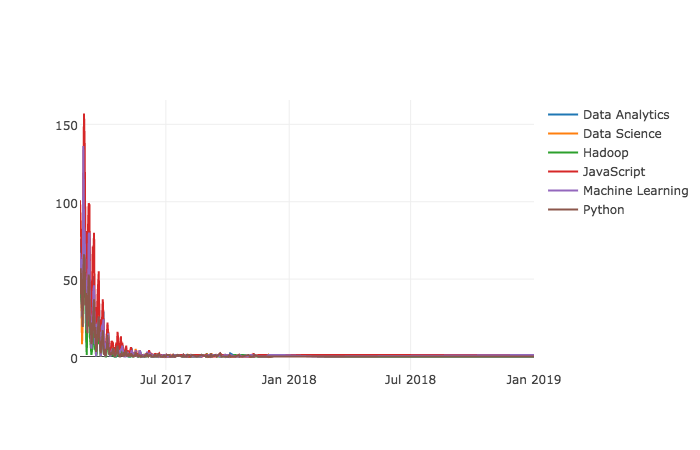 150
100
50
0
Jul 2017
Jan 2018
Jul 2018
Jan 2019
Data Analytics
Data Science
Hadoop
JavaScript
Machine Learning
Python